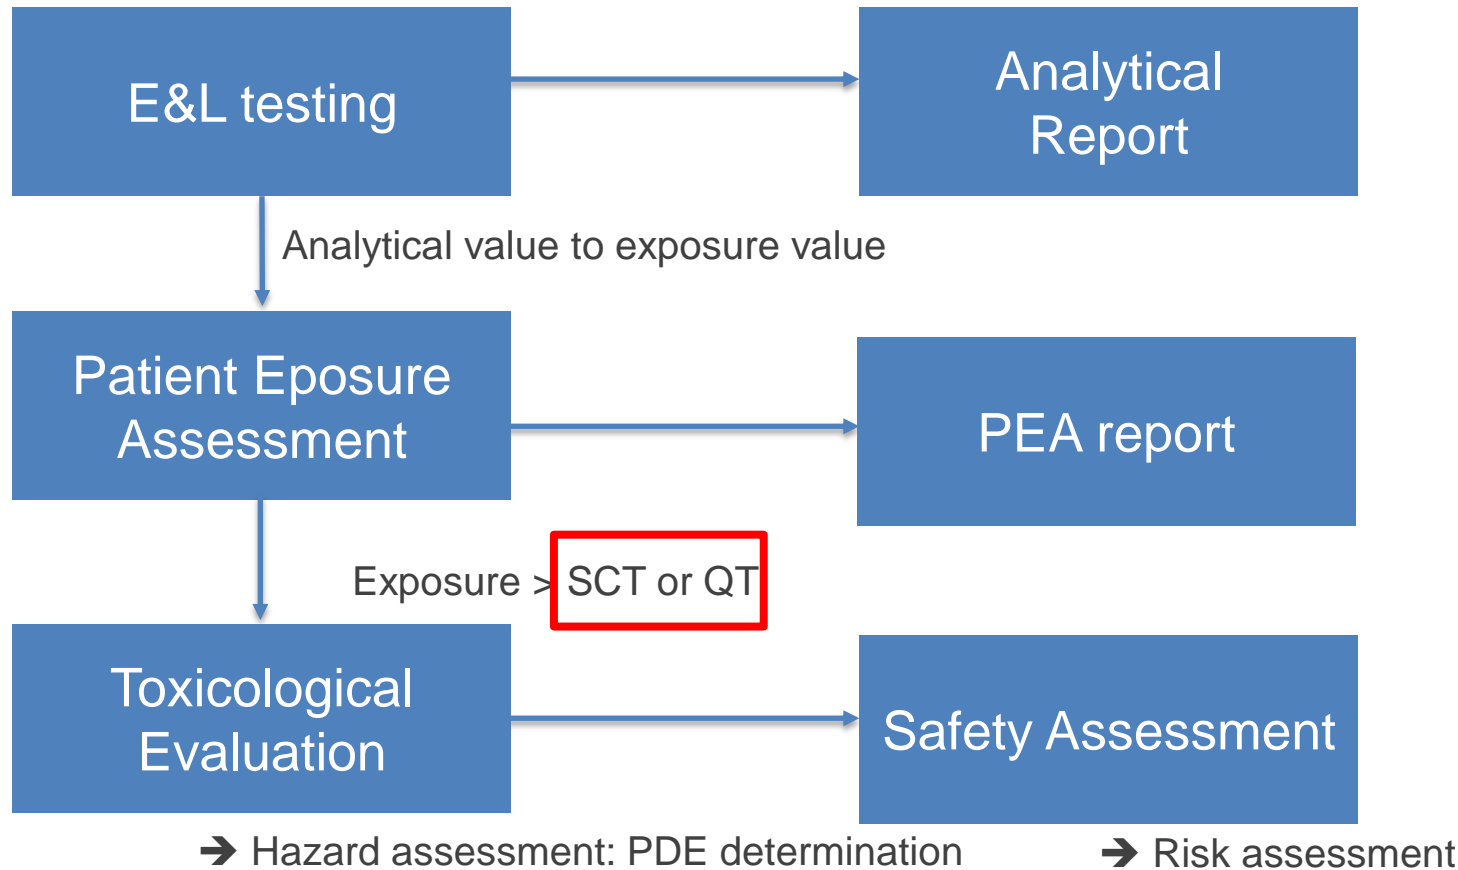 E&L testing
Analytical
Report
Analytical value to exposure value
Patient Eposure
Assessment
PEA report
Exposure > SCT or QT
Toxicological
Evaluation
Safety Assessment
➔ Hazard assessment: PDE determination
➔ Risk assessment